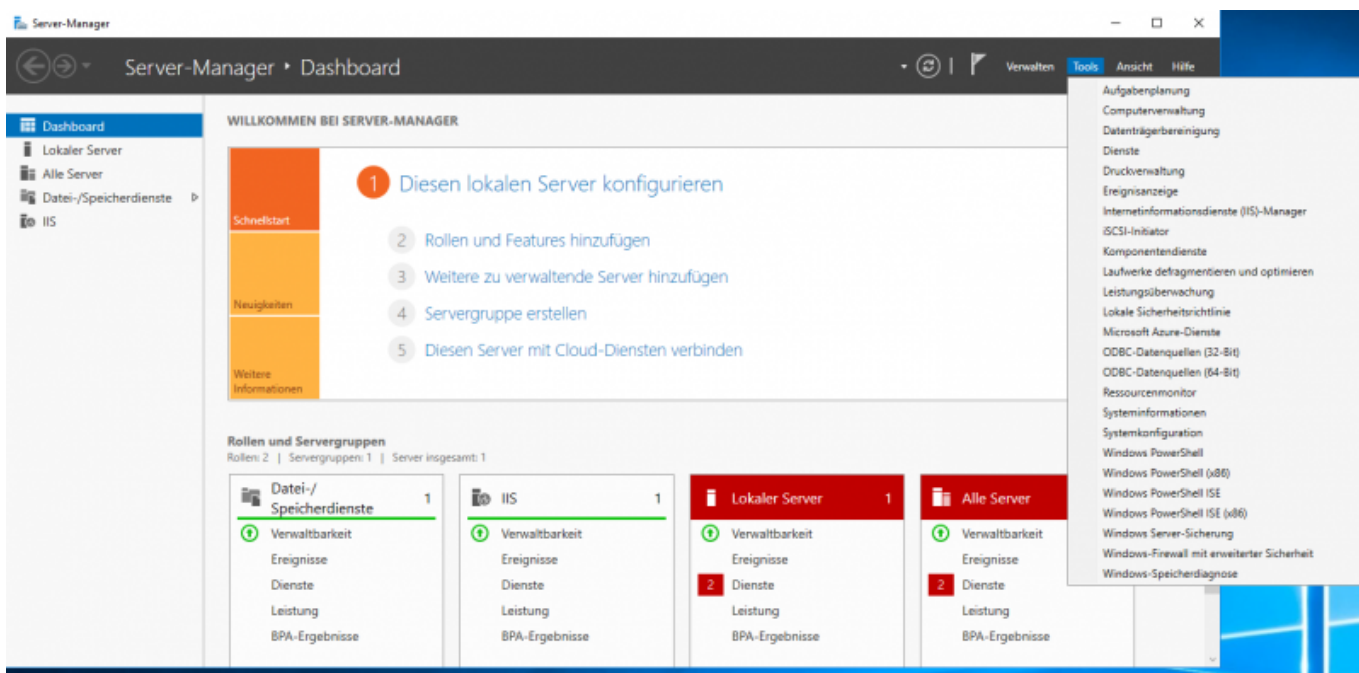 Server-Manager
Server-Manager ‣ Dashboard
Verwalten
Tools
Ansicht
Hilfe
Dashboard
Lokaler Server
Alle Server
Datei-/Speicherdienste
IIS
WILLKOMMEN BEI SERVER-MANAGER
Schnellstart
Neuigkeiten
Weitere
Informationen
1 Diesen lokalen Server konfigurieren
2 Rollen und Features hinzufügen
3 Weitere zu verwaltende Server hinzufügen
4 Servergruppe erstellen
5 Diesen Server mit Cloud-Diensten verbinden
Rollen und Servergruppen
Rollen: 2 | Servergruppen: 1 | Server insgesamt: 1
Datei-/
Speicherdienste 1
Verwaltbarkeit
Ereignisse
Dienste
Leistung
BPA-Ergebnisse
IIS 1
Verwaltbarkeit
Ereignisse
Dienste
Leistung
BPA-Ergebnisse
Lokaler Server 1
Verwaltbarkeit
Ereignisse
2 Dienste
Leistung
BPA-Ergebnisse
Alle Server
Verwaltbarkeit
Ereignisse
2 Dienste
Leistung
BPA-Ergebnisse
Aufgabenplanung
Computerverwaltung
Datenträgerbereinigung
Dienste
Druckverwaltung
Ereignisanzeige
Internetinformationsdienste (IIS)-Manager
iSCSI-Initiator
Komponentendienste
Laufwerke defragmentieren und optimieren
Leistungsüberwachung
Lokale Sicherheitsrichtlinie
Microsoft Azure-Dienste
ODBC-Datenquellen (32-Bit)
ODBC-Datenquellen (64-Bit)
Ressourcenmonitor
Systeminformationen
Systemkonfiguration
Windows PowerShell
Windows PowerShell (x86)
Windows PowerShell ISE
Windows PowerShell ISE (x86)
Windows Server-Sicherung
Windows-Firewall mit erweiterter Sicherheit
Windows-Speicherdiagnose